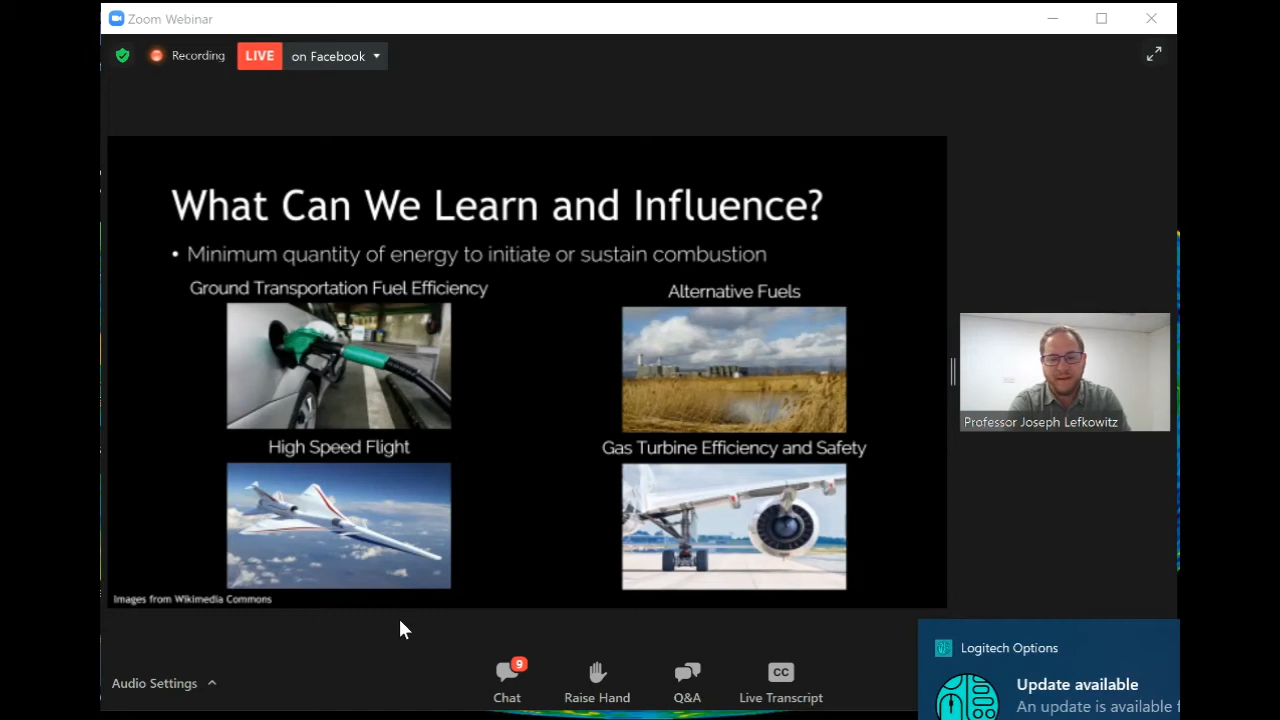 Zoom Webinar
Recording
LIVE on Facebook
What Can We Learn and Influence?
• Minimum quantity of energy to initiate or sustain combustion
Ground Transportation Fuel Efficiency
Alternative Fuels
High Speed Flight
Gas Turbine Efficiency and Safety
Images from Wikimedia Commons
Professor Joseph Lefkowitz
Logitech Options
Update available
An update is available f
Audio Settings
9
Chat
Raise Hand
Q&A
CC
Live Transcript